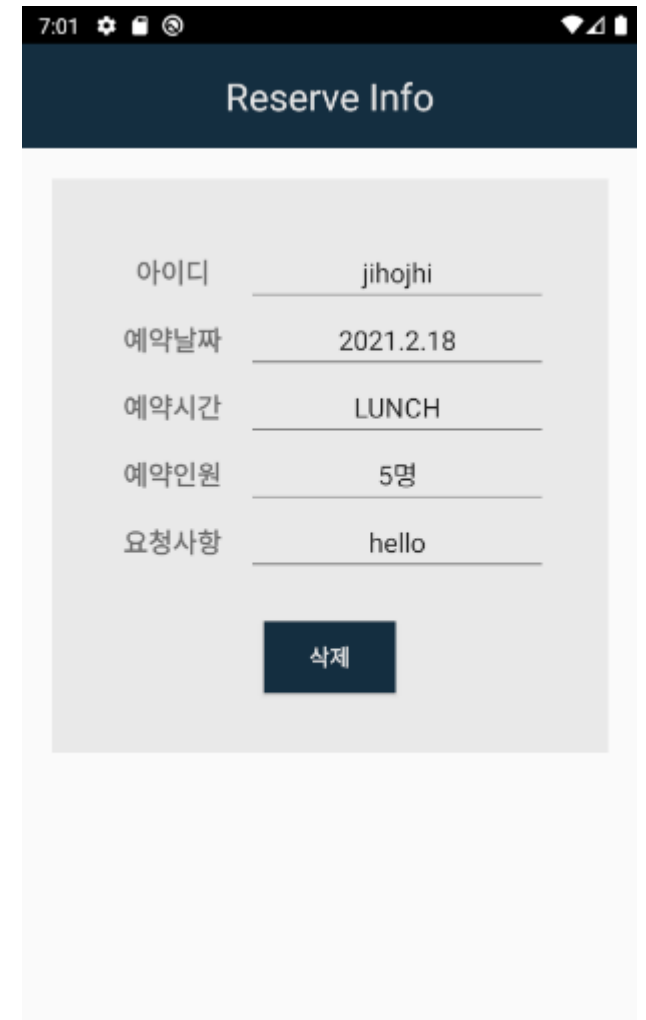 7:01
Reserve Info
아이디 jihojhi
예약날짜 2021.2.18
예약시간 LUNCH
예약인원 5명
요청사항 hello
삭제